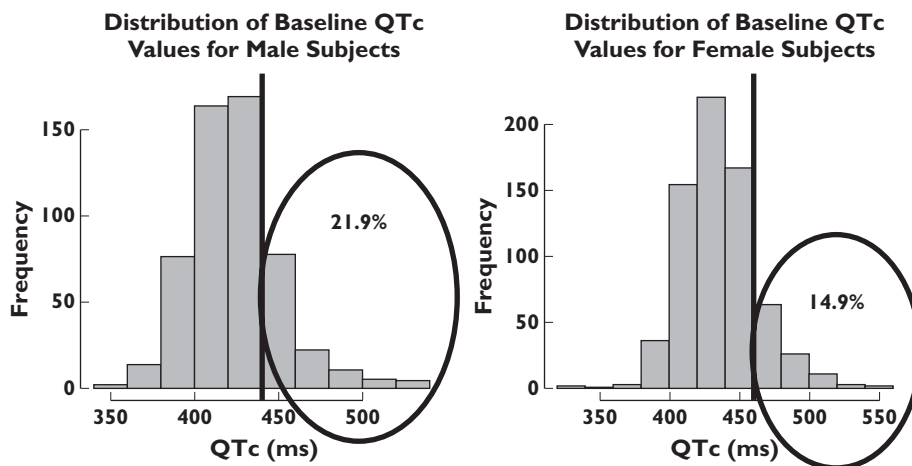 Distribution of Baseline QTc
Values for Male Subjects
150
100
50
0
Frequency
21.9%
350 400 450 500
QTc (ms)
Distribution of Baseline QTc
Values for Female Subjects
200
150
100
50
0
Frequency
14.9%
350 400 450 500 550
QTc (ms)